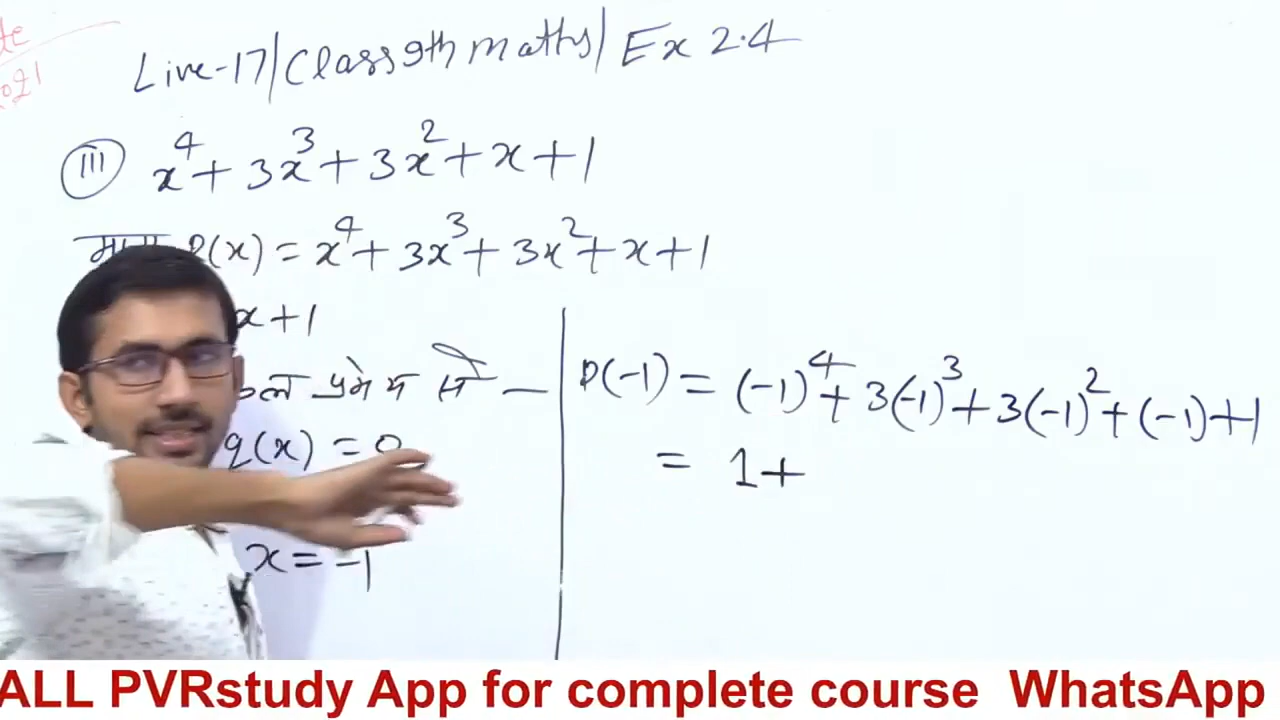 Live-17/Class 9th maths/ Ex 2.4
(III) x⁴ + 3x³ + 3x² + x + 1
P(x) = x⁴ + 3x³ + 3x² + x + 1
x + 1
q(x) = 0
x = -1
P(-1) = (-1)⁴ + 3(-1)³ + 3(-1)² + (-1) + 1
= 1 +
ALL PVRstudy App for complete course WhatsApp